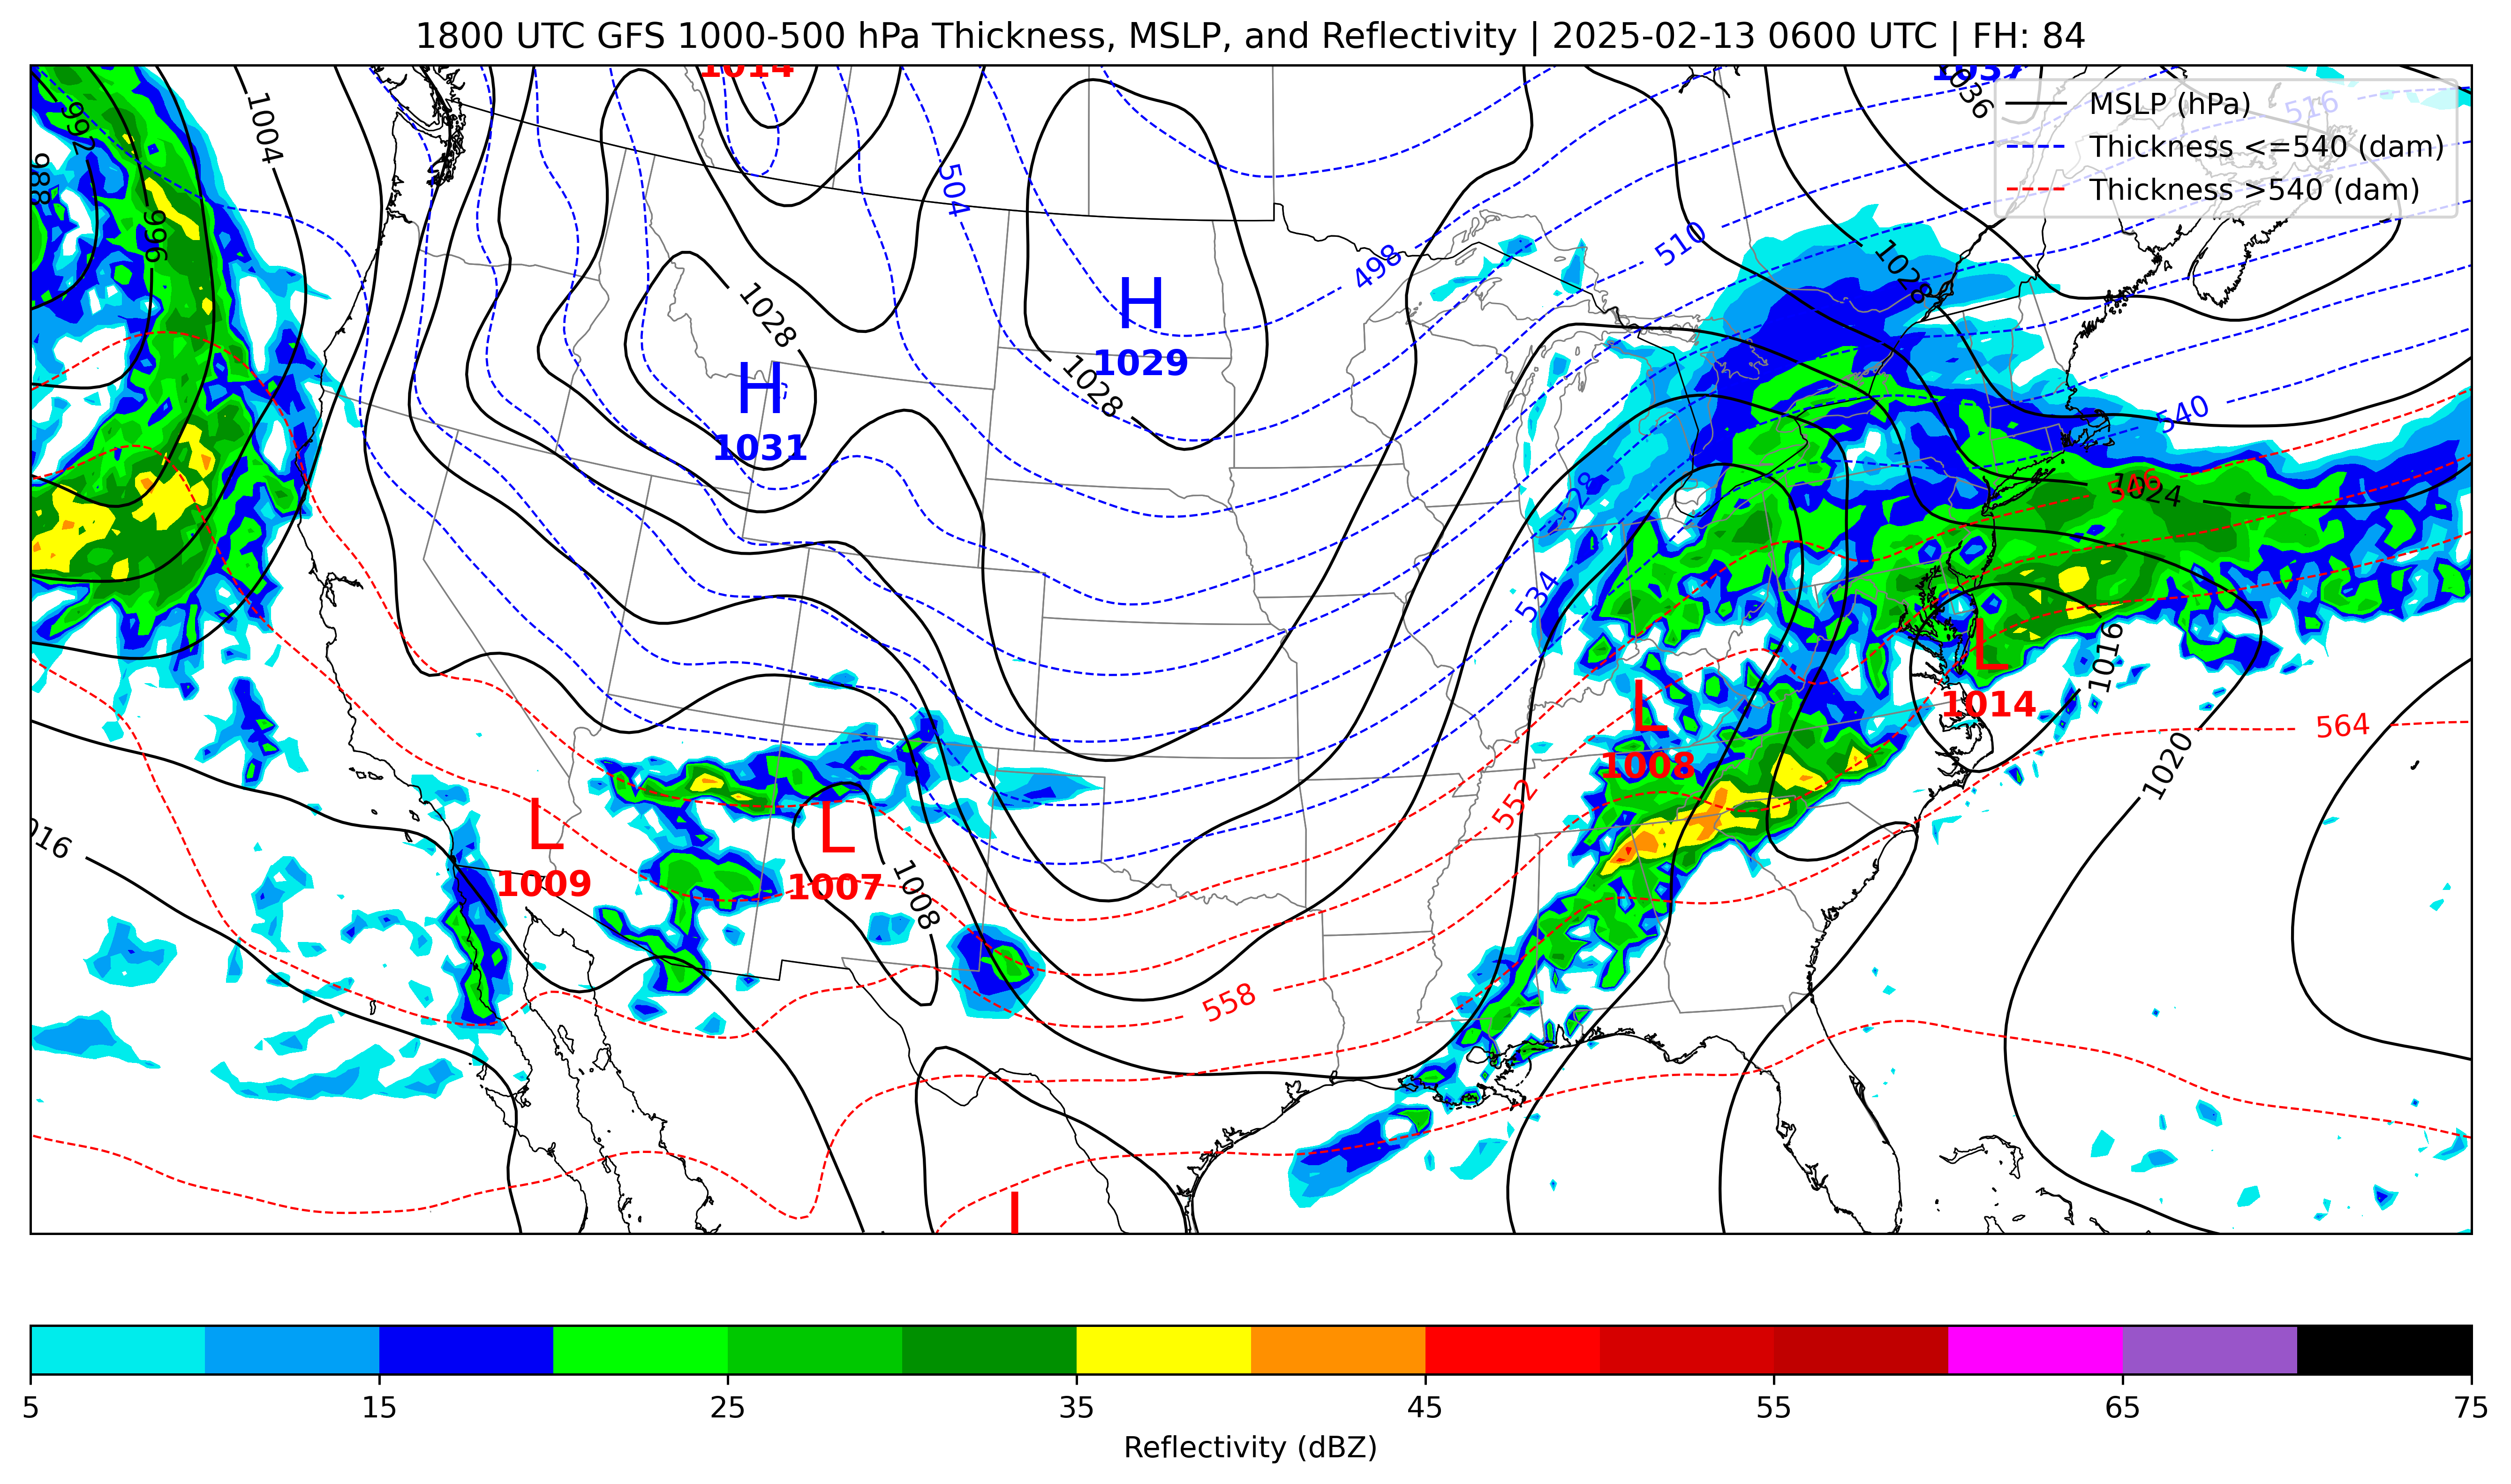 1800 UTC GFS 1000-500 hPa Thickness, MSLP, and Reflectivity | 2025-02-13 0600 UTC | FH: 84
1014
1037
1036
MSLP (hPa)
Thickness <=540 (dam)
Thickness >540 (dam)
516
992
1004
988
996
504
498
510
1028
H
1029
H
1031
1028
1028
540
546
1024
528
534
L
1014
1016
L
1008
564
1020
552
L
1009
L
1007
1008
1016
558
L
5 15 25 35 45 55 65 75
Reflectivity (dBZ)